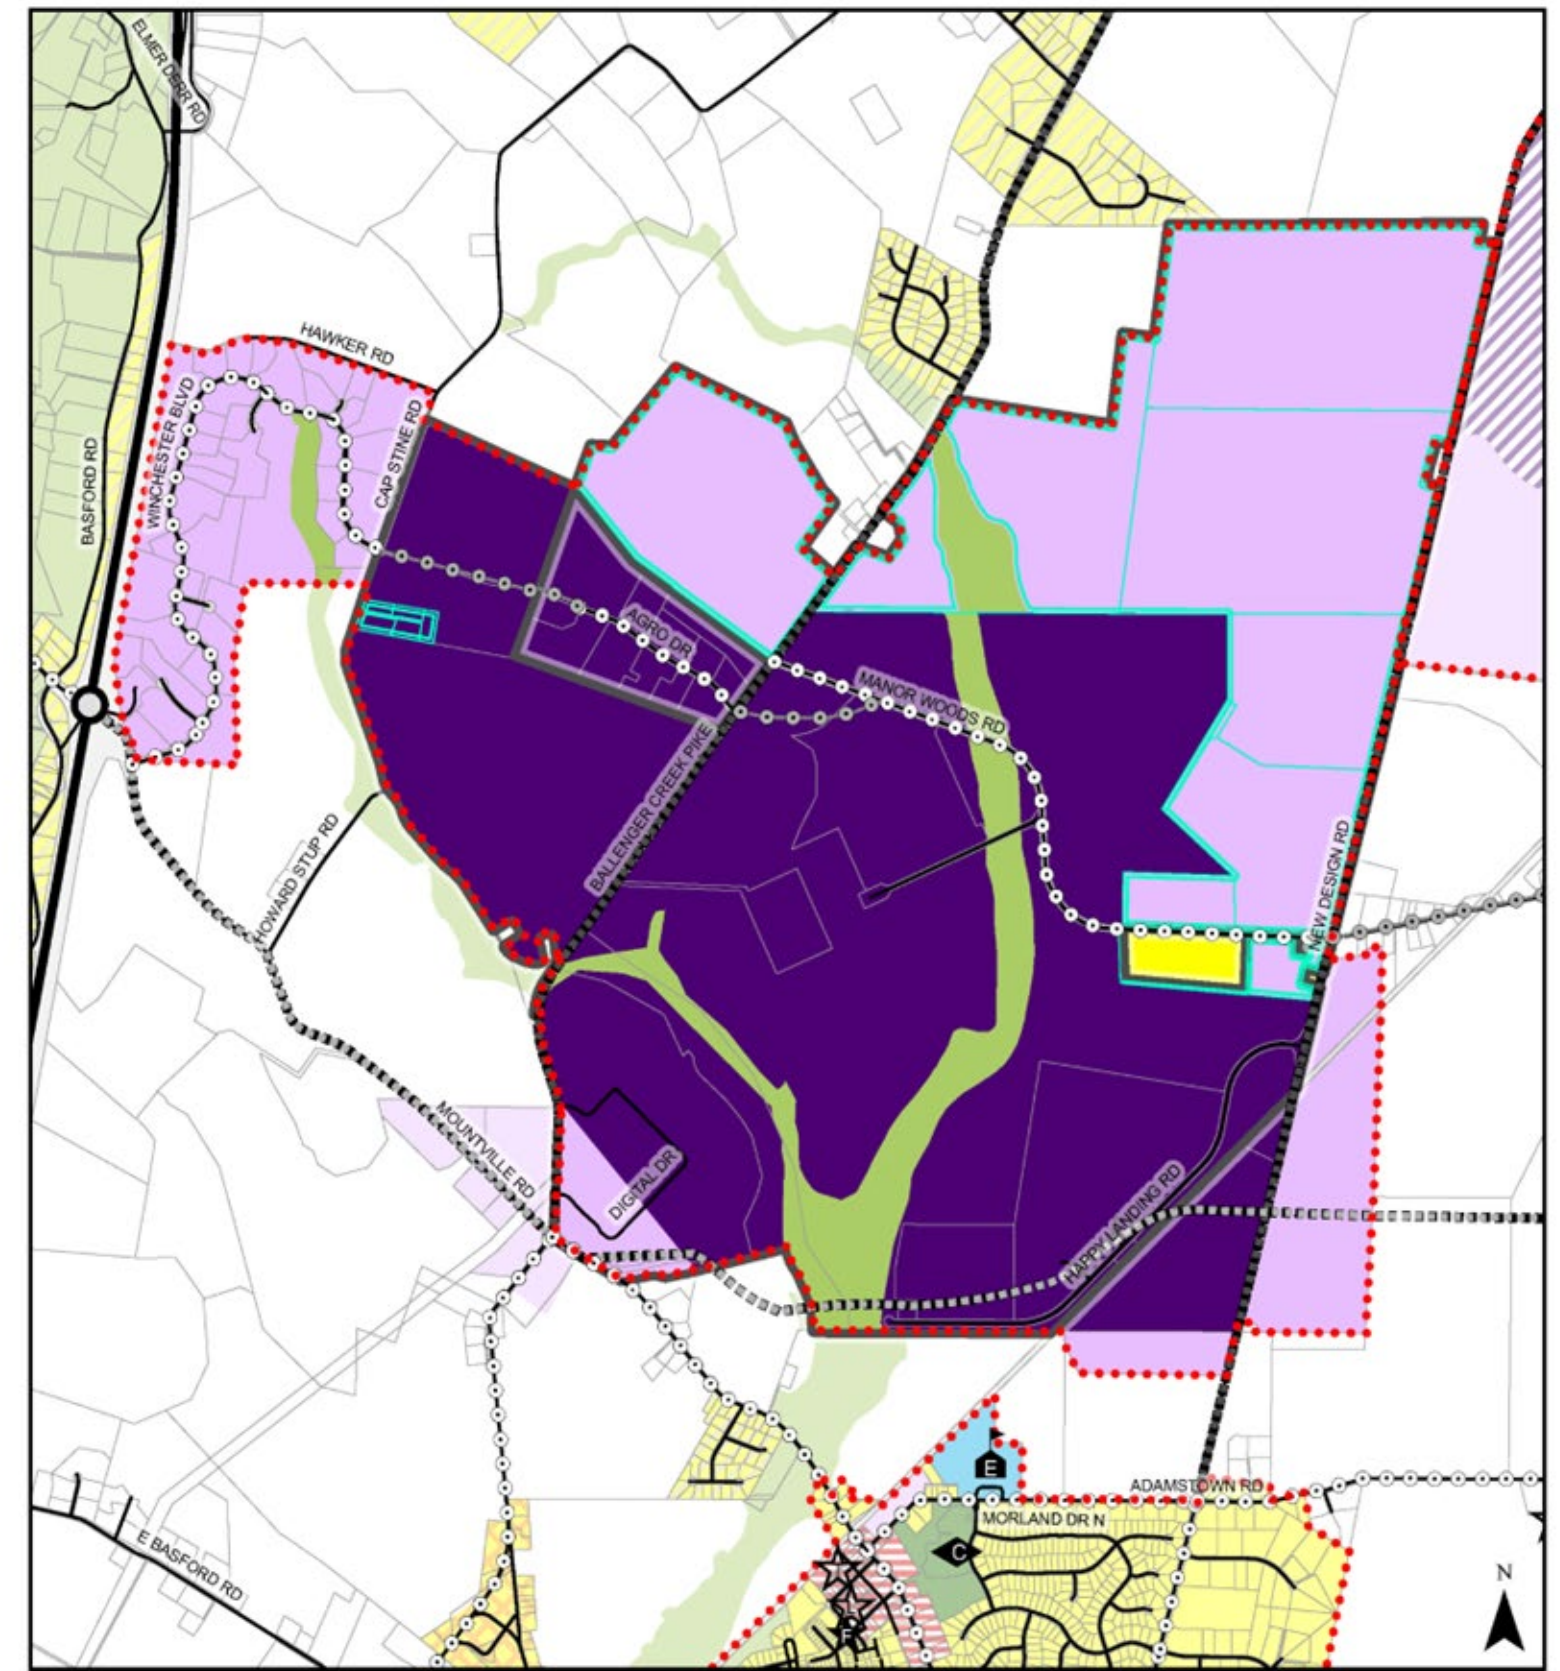 ELMER DERR RD
HAWKER RD
WINCHESTER BLVD
CAP STINE RD
BASFORD RD
AGRO DR
MANOR WOODS RD
BALLENGER CREEK PIKE
HOWARD STUP RD
NEW DESIGN RD
MOUNTVILLE RD
DIGITAL DR
HAPPY LANDING RD
E
ADAMSTOWN RD
MORLAND DR N
C
E BASFORD RD
N
F